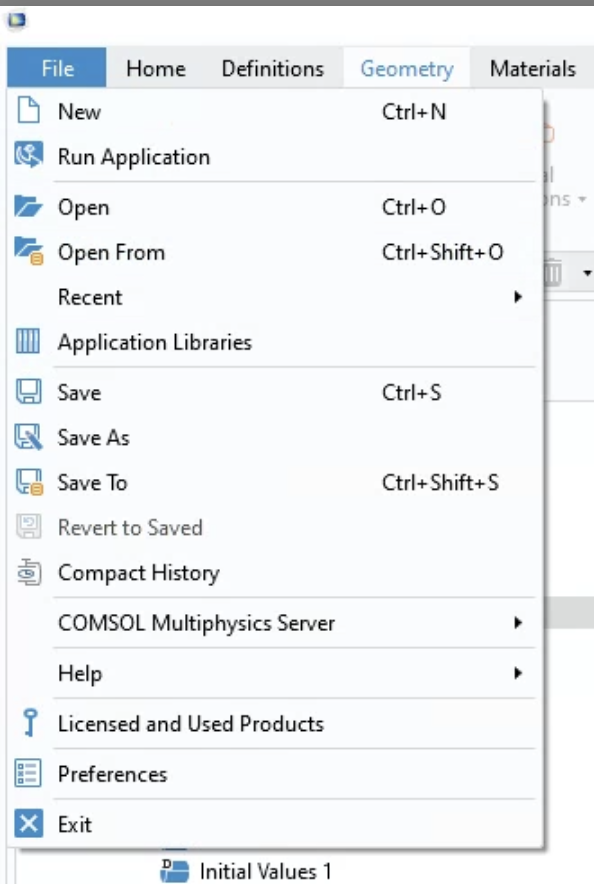 File Home Definitions Geometry Materials
New Ctrl+N
Run Application
Open Ctrl+O
Open From Ctrl+Shift+O
Recent
Application Libraries
Save Ctrl+S
Save As
Save To Ctrl+Shift+S
Revert to Saved
Compact History
COMSOL Multiphysics Server
Help
Licensed and Used Products
Preferences
Exit
D
Initial Values 1